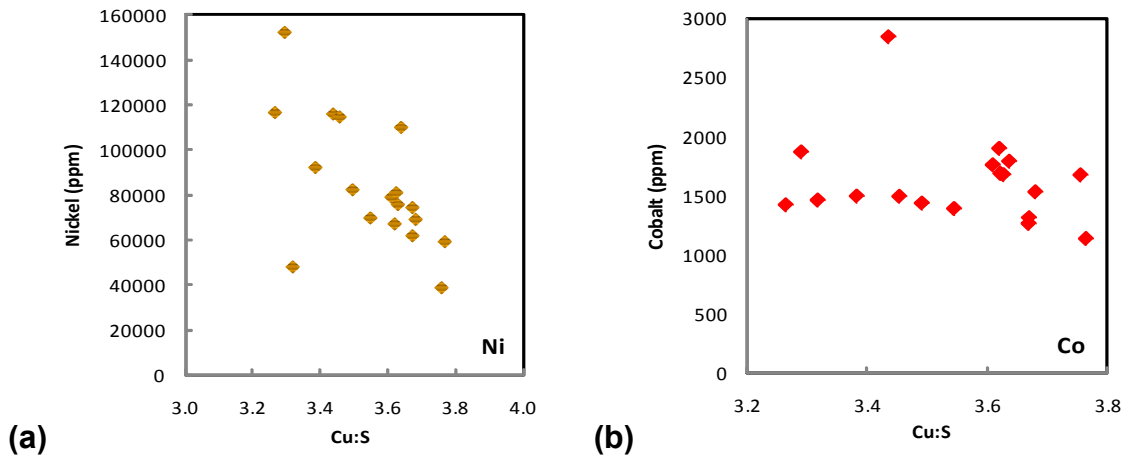 160000
140000
120000
100000
80000
60000
40000
20000
0
Nickel (ppm)
Ni
3.0 3.2 3.4 3.6 3.8 4.0
Cu:S
(a)
3000
2500
2000
1500
1000
500
0
Cobalt (ppm)
Co
3.2 3.4 3.6 3.8
Cu:S
(b)